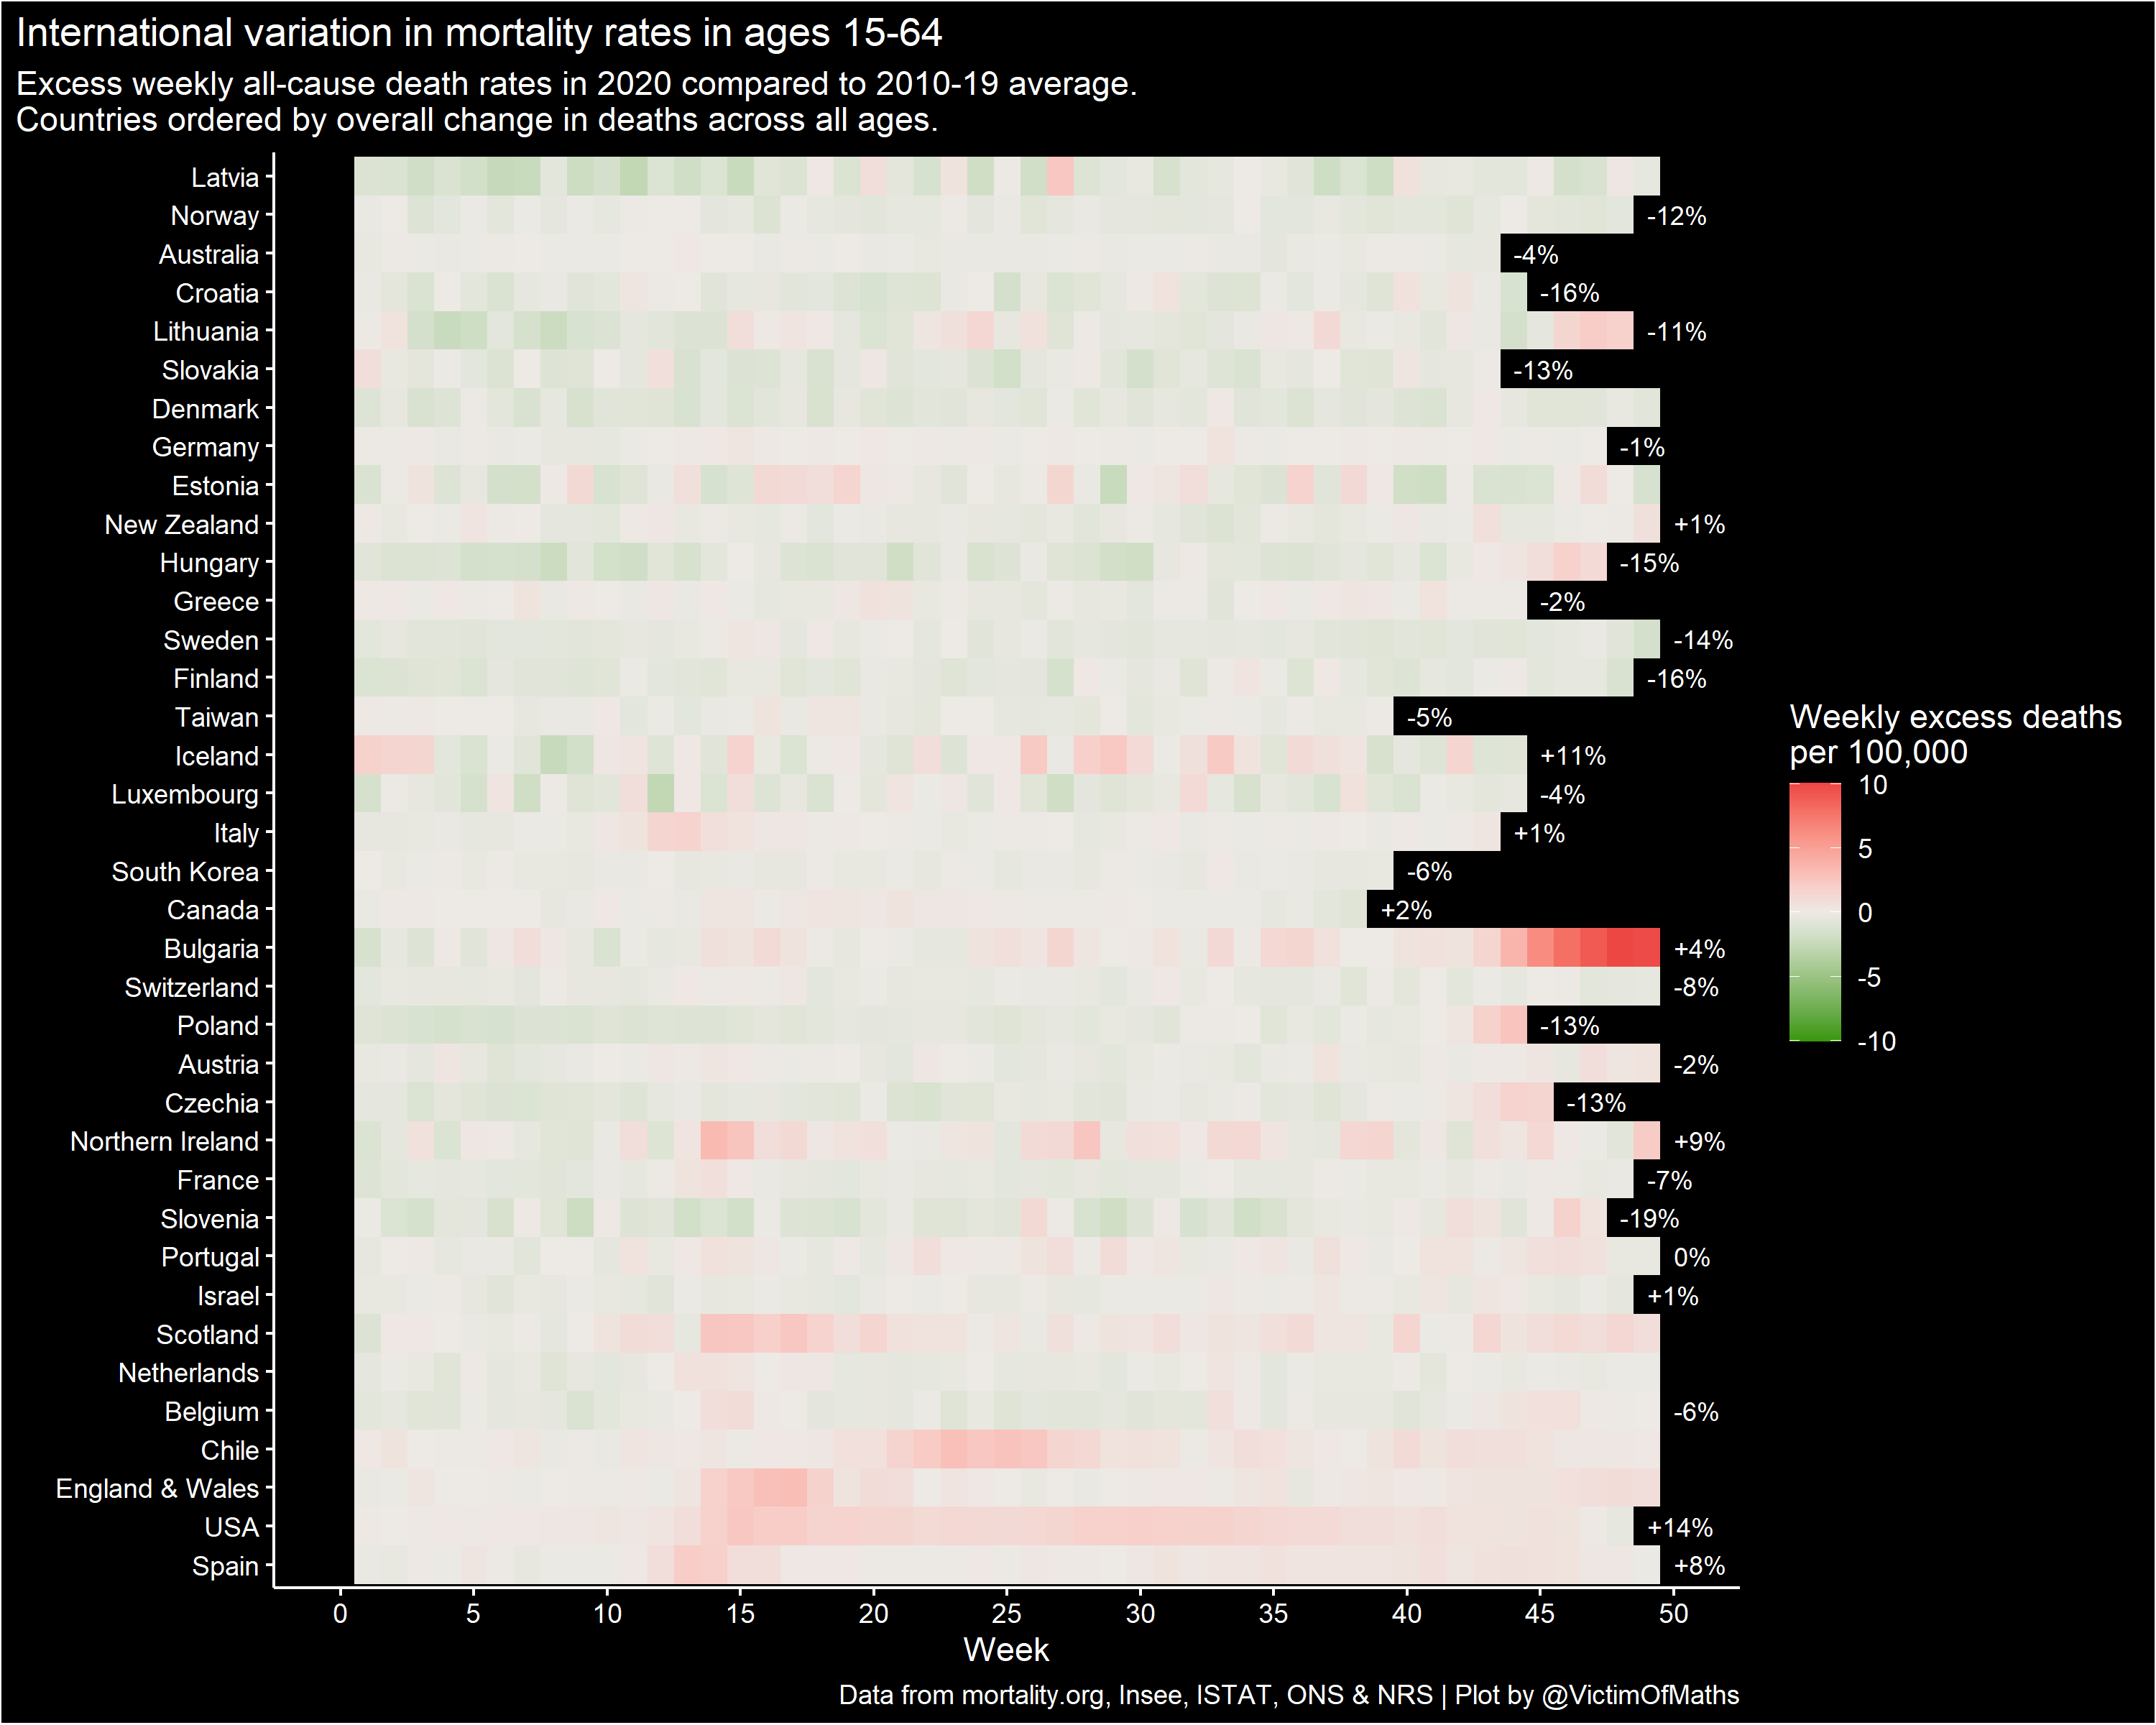 International variation in mortality rates in ages 15-64
Excess weekly all-cause death rates in 2020 compared to 2010-19 average.
Countries ordered by overall change in deaths across all ages.
Latvia
Norway -12%
Australia -4%
Croatia -16%
Lithuania -11%
Slovakia -13%
Denmark
Germany -1%
Estonia
New Zealand +1%
Hungary -15%
Greece -2%
Sweden -14%
Finland -16%
Taiwan -5%
Iceland +11%
Luxembourg -4%
Italy +1%
South Korea -6%
Canada +2%
Bulgaria +4%
Switzerland -8%
Poland -13%
Austria -2%
Czechia -13%
Northern Ireland +9%
France -7%
Slovenia -19%
Portugal 0%
Israel +1%
Scotland
Netherlands
Belgium -6%
Chile
England & Wales
USA +14%
Spain +8%
0 5 10 15 20 25 30 35 40 45 50
Week
Weekly excess deaths
per 100,000
10
5
0
-5
-10
Data from mortality.org, Insee, ISTAT, ONS & NRS | Plot by @VictimOfMaths